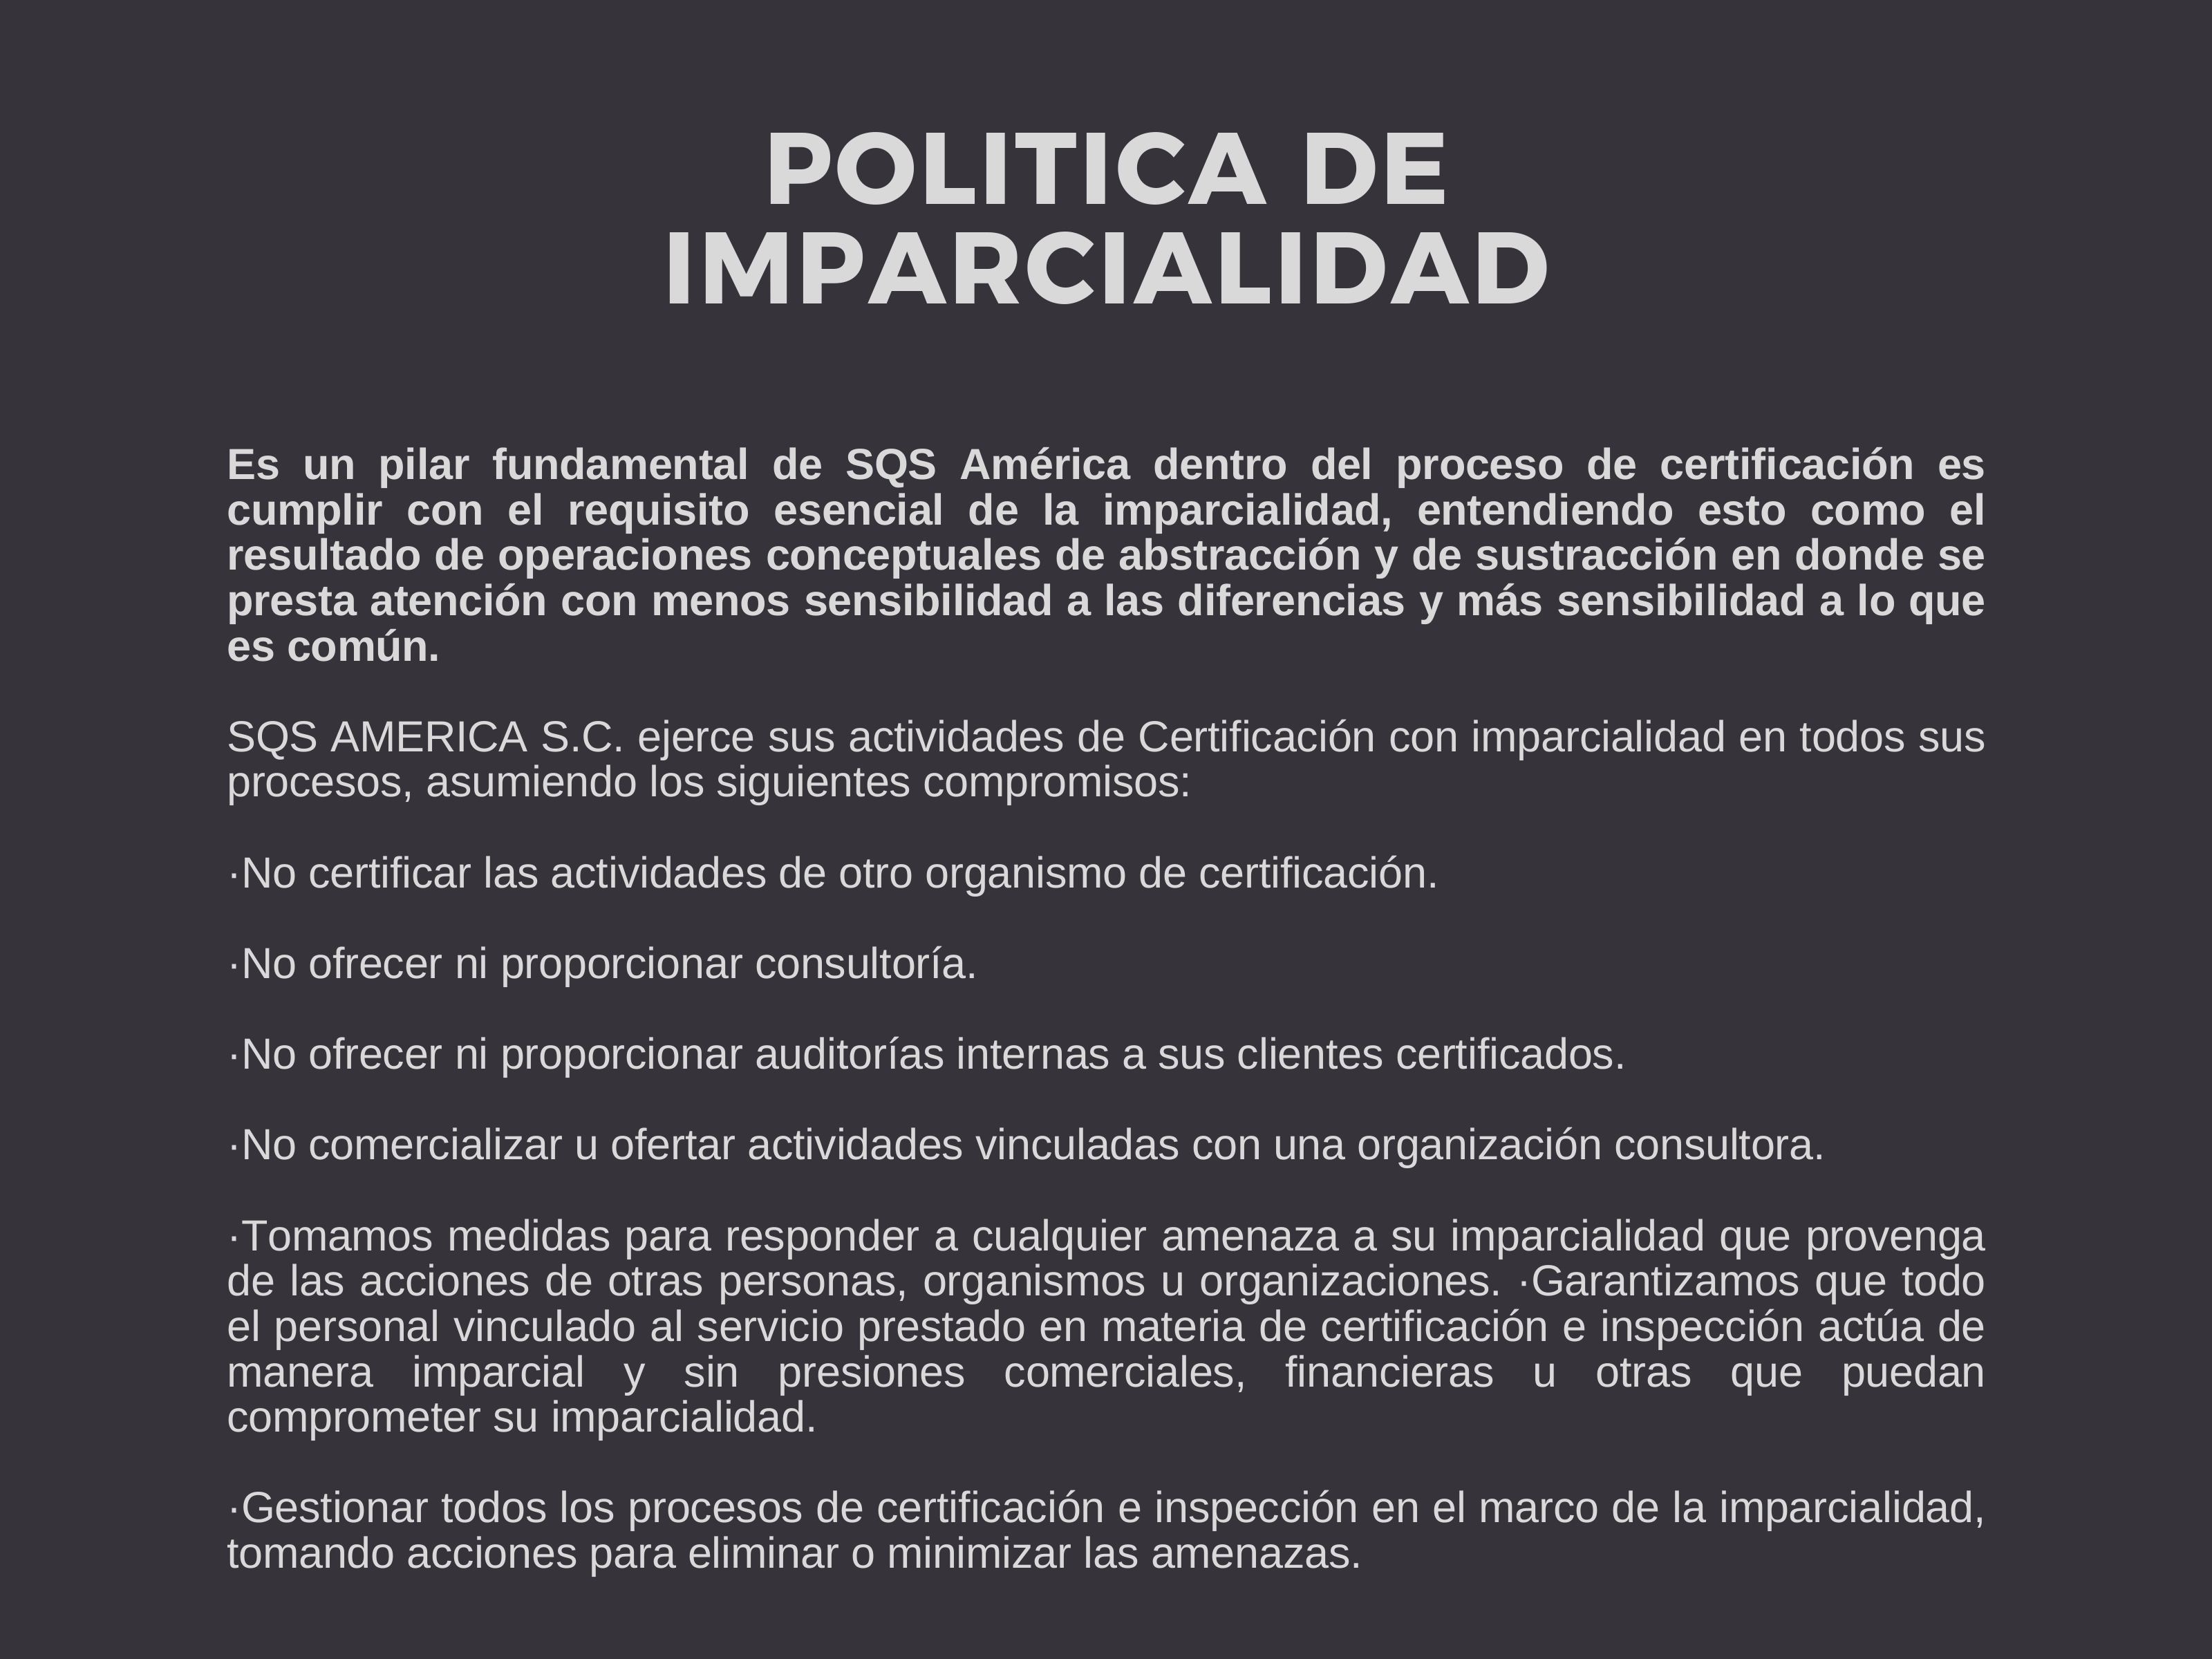 POLITICA DE
IMPARCIALIDAD
Es un pilar fundamental de SQS América dentro del proceso de certificación es
cumplir con el requisito esencial de la imparcialidad, entendiendo esto como el
resultado de operaciones conceptuales de abstracción y de sustracción en donde se
presta atención con menos sensibilidad a las diferencias y más sensibilidad a lo que
es común.
SQS AMERICA S.C. ejerce sus actividades de Certificación con imparcialidad en todos sus
procesos, asumiendo los siguientes compromisos:
·No certificar las actividades de otro organismo de certificación.
·No ofrecer ni proporcionar consultoría.
·No ofrecer ni proporcionar auditorías internas a sus clientes certificados.
·No comercializar u ofertar actividades vinculadas con una organización consultora.
·Tomamos medidas para responder a cualquier amenaza a su imparcialidad que provenga
de las acciones de otras personas, organismos u organizaciones. ·Garantizamos que todo
el personal vinculado al servicio prestado en materia de certificación e inspección actúa de
manera imparcial y sin presiones comerciales, financieras u otras que puedan
comprometer su imparcialidad.
·Gestionar todos los procesos de certificación e inspección en el marco de la imparcialidad,
tomando acciones para eliminar o minimizar las amenazas.